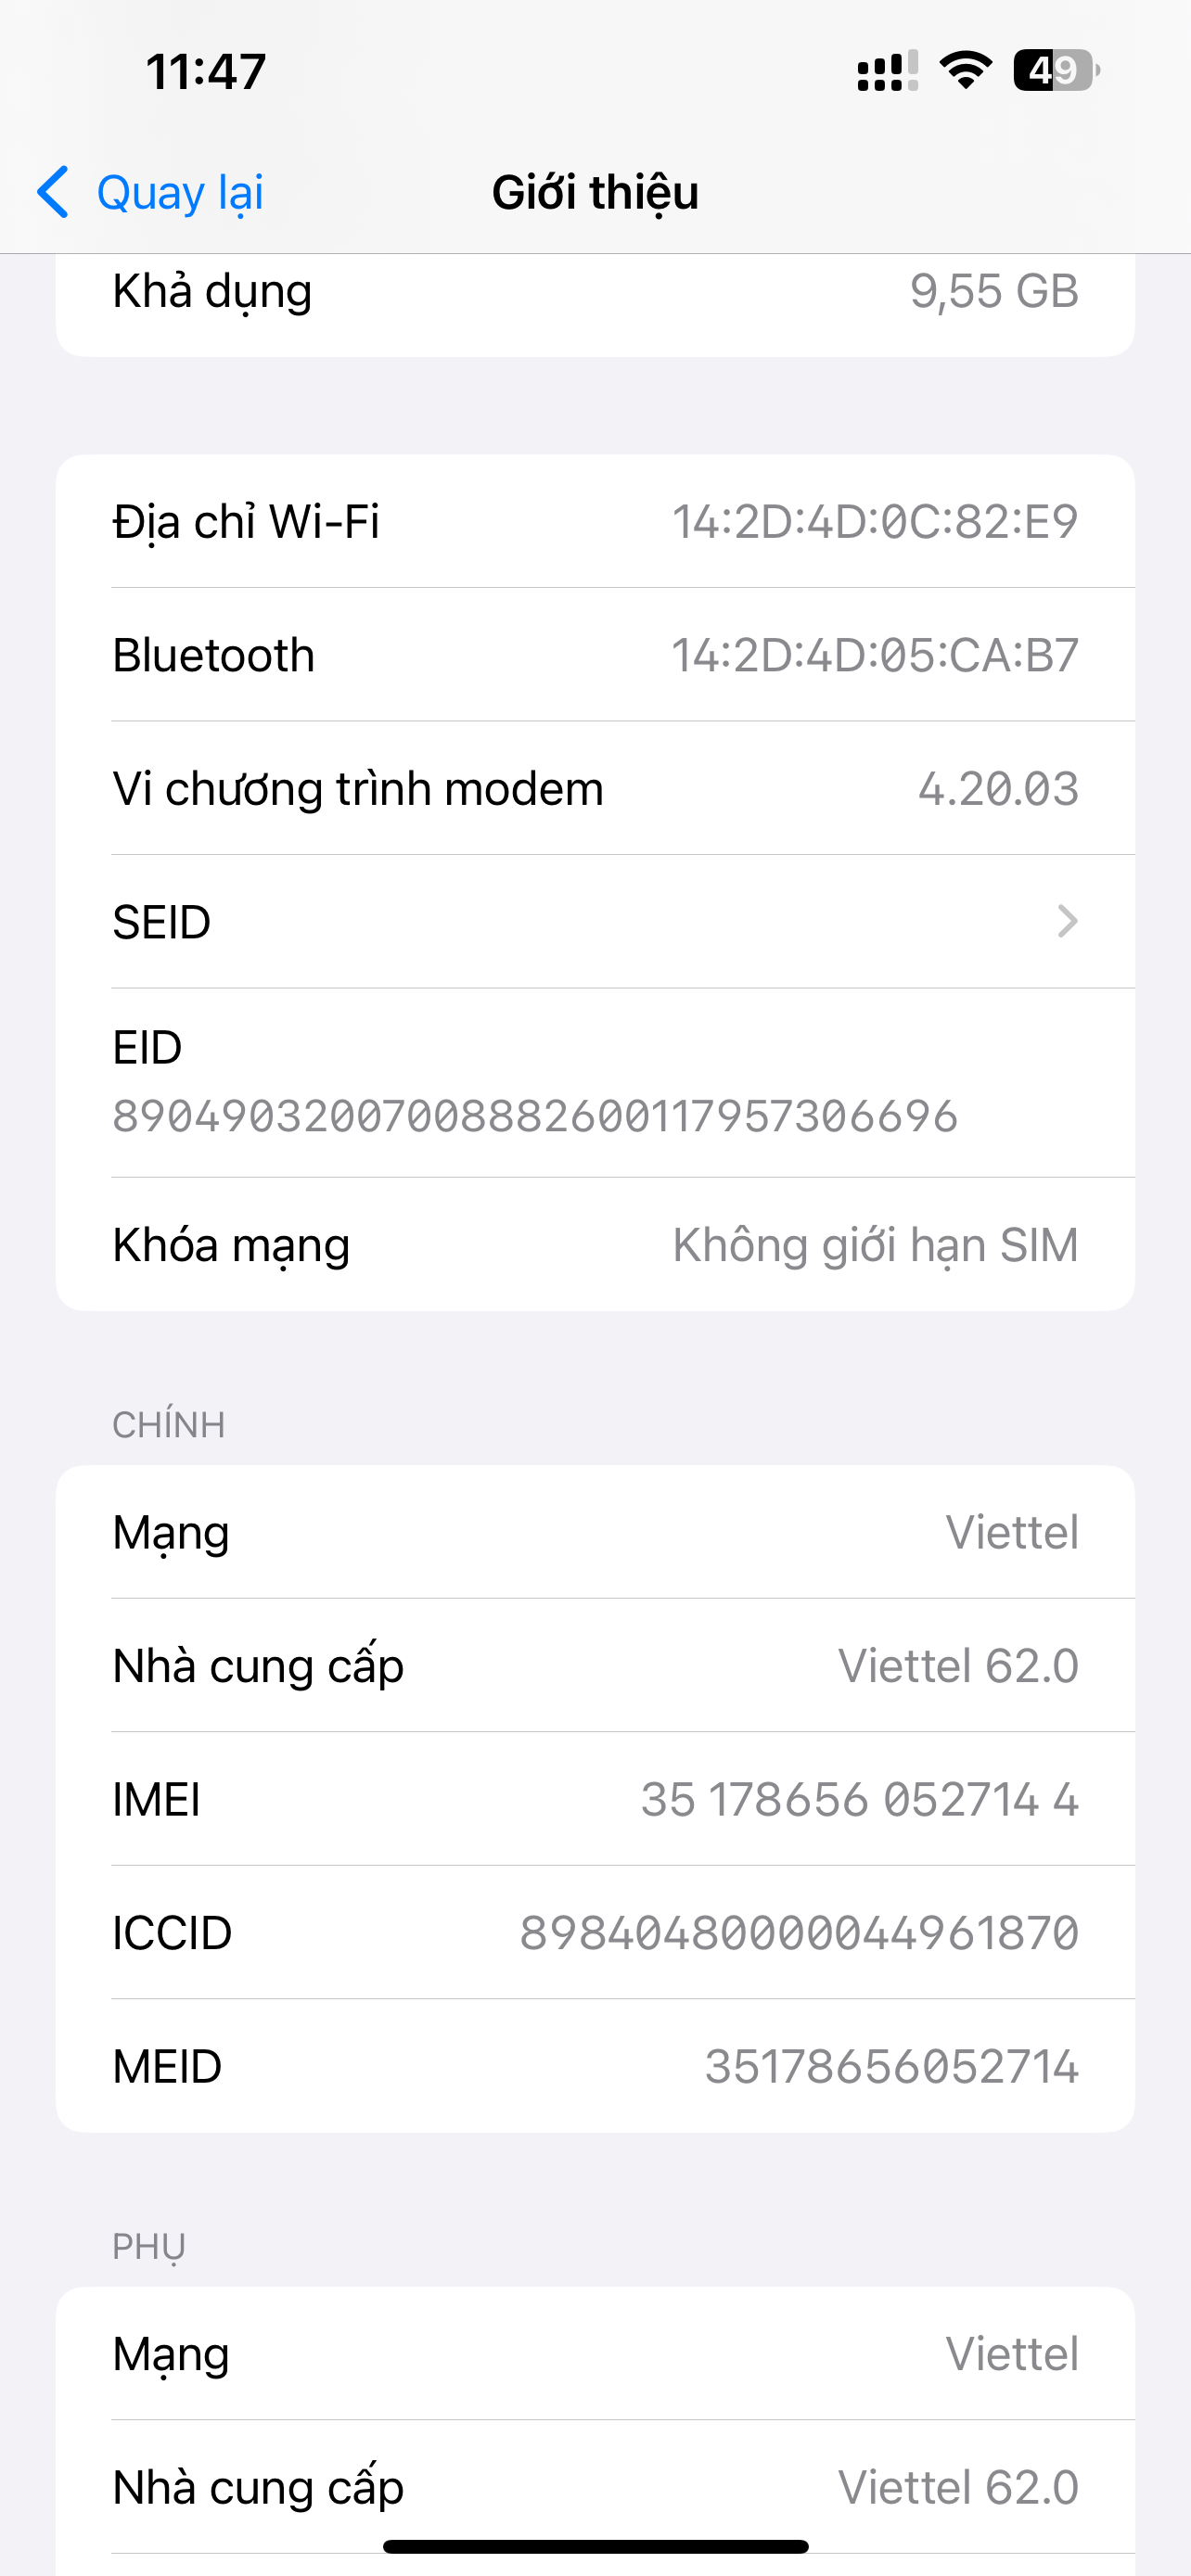 11:47
49
Quay lại
Giới thiệu
Khả dụng 9,55 GB
Địa chỉ Wi-Fi 14:2D:4D:0C:82:E9
Bluetooth 14:2D:4D:05:CA:B7
Vi chương trình modem 4.20.03
SEID
EID
89049032007008882600117957306696
Khóa mạng Không giới hạn SIM
CHÍNH
Mạng Viettel
Nhà cung cấp Viettel 62.0
IMEI 35 178656 052714 4
ICCID 89840480000044961870
MEID 35178656052714
PHỤ
Mạng Viettel
Nhà cung cấp Viettel 62.0